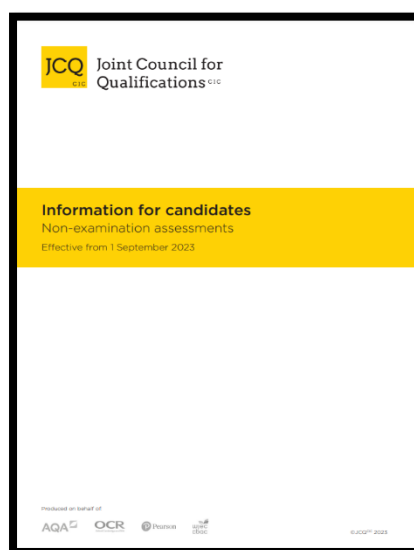 JCQ
CIC
Joint Council for
Qualifications CIC
Information for candidates
Non-examination assessments
Effective from 1 September 2023
Produced on behalf of
AQA
OCR
Pearson
©JCQᶜᴵᶜ 2023